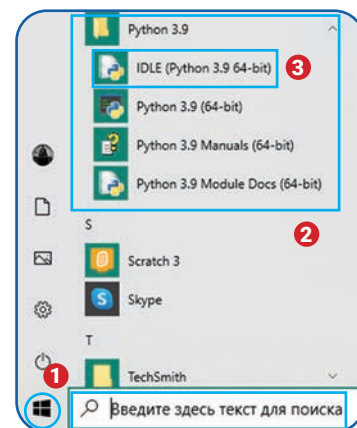 Python 3.9
IDLE (Python 3.9 64-bit)
3
Python 3.9 (64-bit)
Python 3.9 Manuals (64-bit)
Python 3.9 Module Docs (64-bit)
S
2
Scratch 3
Skype
T
1
TechSmith
Введите здесь текст для поиска